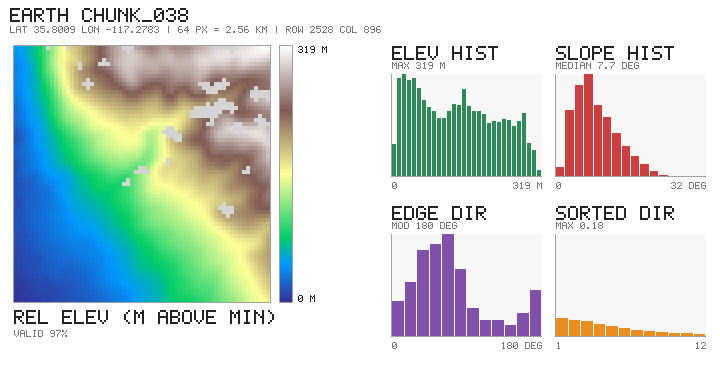 EARTH CHUNK_038
LAT 35.8009 LON -117.2783 | 64 PX = 2.56 KM | ROW 2528 COL 896
319 M
0 M
REL ELEV (M ABOVE MIN)
VALID 97%
ELEV HIST
MAX 319 M
0 319 M
SLOPE HIST
MEDIAN 7.7 DEG
0 32 DEG
EDGE DIR
MOD 180 DEG
0 180 DEG
SORTED DIR
MAX 0.18
1 12